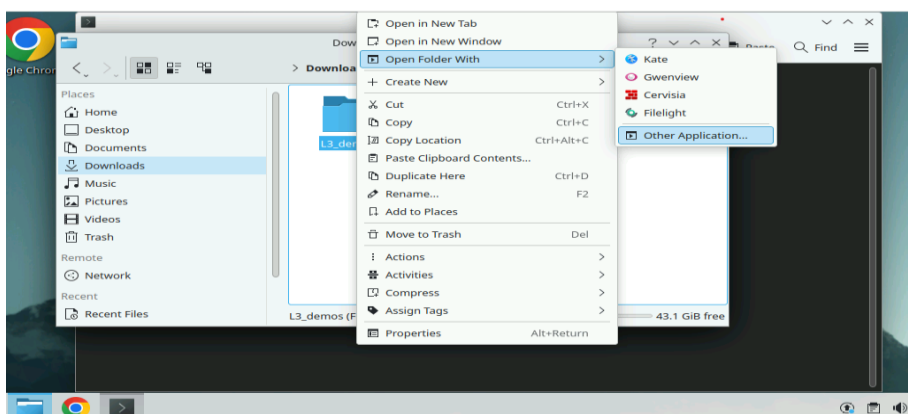 Open in New Tab
Open in New Window
Open Folder With
Create New
Cut Ctrl+X
Copy Ctrl+C
Copy Location Ctrl+Alt+C
Paste Clipboard Contents...
Duplicate Here Ctrl+D
Rename... F2
Add to Places
Move to Trash Del
Actions
Activities
Compress
Assign Tags
Properties Alt+Return
Kate
Gwenview
Cervisia
Filelight
Other Application...
Find
gle Chror
Dow
> Downloa
Places
Home
Desktop
Documents
Downloads
Music
Pictures
Videos
Trash
Remote
Network
Recent
Recent Files
L3_der
L3_demos (F
43.1 GiB free